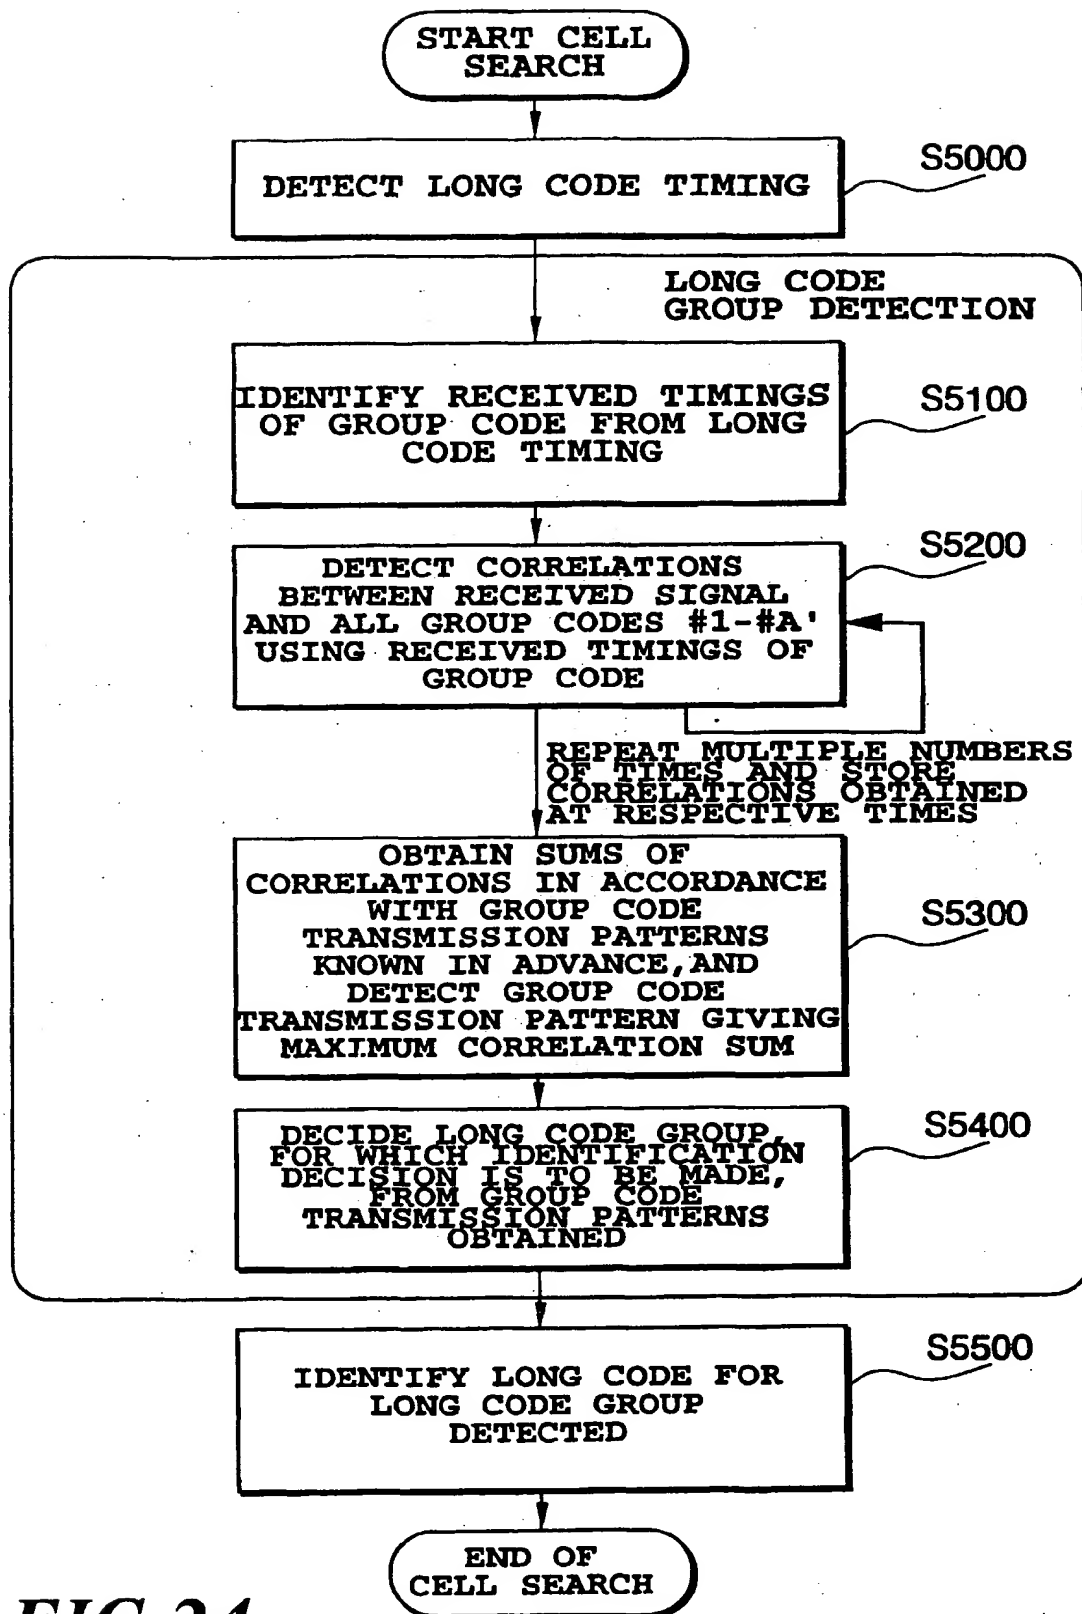 START CELL
SEARCH
DETECT LONG CODE TIMING
S5000
LONG CODE
GROUP DETECTION
IDENTIFY RECEIVED TIMINGS
OF GROUP CODE FROM LONG
CODE TIMING
S5100
DETECT CORRELATIONS
BETWEEN RECEIVED SIGNAL
AND ALL GROUP CODES #1-#A'
USING RECEIVED TIMINGS OF
GROUP CODE
S5200
REPEAT MULTIPLE NUMBERS
OF TIMES AND STORE
CORRELATIONS OBTAINED
AT RESPECTIVE TIMES
OBTAIN SUMS OF
CORRELATIONS IN ACCORDANCE
WITH GROUP CODE
TRANSMISSION PATTERNS
KNOWN IN ADVANCE, AND
DETECT GROUP CODE
TRANSMISSION PATTERN GIVING
MAXIMUM CORRELATION SUM
S5300
DECIDE LONG CODE GROUP,
FOR WHICH IDENTIFICATION
DECISION IS TO BE MADE,
FROM GROUP CODE
TRANSMISSION PATTERNS
OBTAINED
S5400
IDENTIFY LONG CODE FOR
LONG CODE GROUP
DETECTED
S5500
END OF
CELL SEARCH
FIG.24